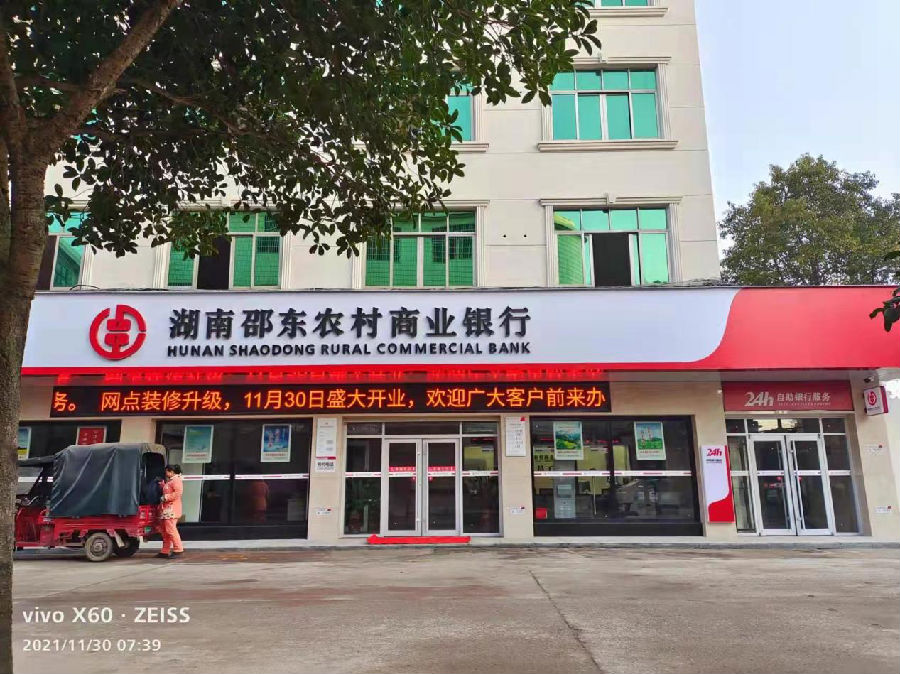 湖南邵东农村商业银行
HUNAN SHAODONG RURAL COMMERCIAL BANK
务。 网点装修升级，11月30日盛大开业，欢迎广大客户前来办
24h 自助银行服务
24h
vivo X60 · ZEISS
2021/11/30 07:39